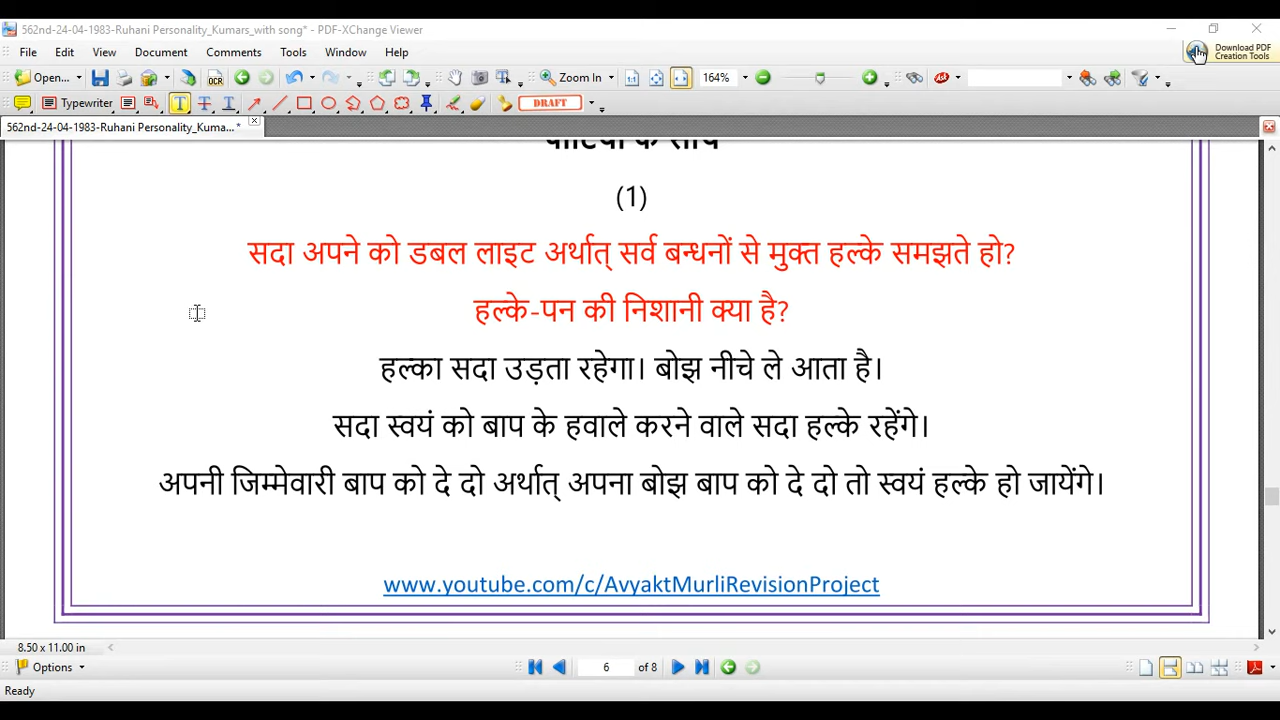 562nd-24-04-1983-Ruhani Personality_Kumars_with song* - PDF-XChange Viewer
File Edit View Document Comments Tools Window Help
Download PDF Creation Tools
Open... OCR Zoom In 164% Ask
Typewriter DRAFT
562nd-24-04-1983-Ruhani Personality_Kuma... *
पार्टियों के साथ
(1)
सदा अपने को डबल लाइट अर्थात् सर्व बन्धनों से मुक्त हल्के समझते हो?
हल्के-पन की निशानी क्या है?
हल्का सदा उड़ता रहेगा। बोझ नीचे ले आता है।
सदा स्वयं को बाप के हवाले करने वाले सदा हल्के रहेंगे।
अपनी जिम्मेवारी बाप को दे दो अर्थात् अपना बोझ बाप को दे दो तो स्वयं हल्के हो जायेंगे।
www.youtube.com/c/AvyaktMurliRevisionProject
8.50 x 11.00 in
Options 6 of 8
Ready